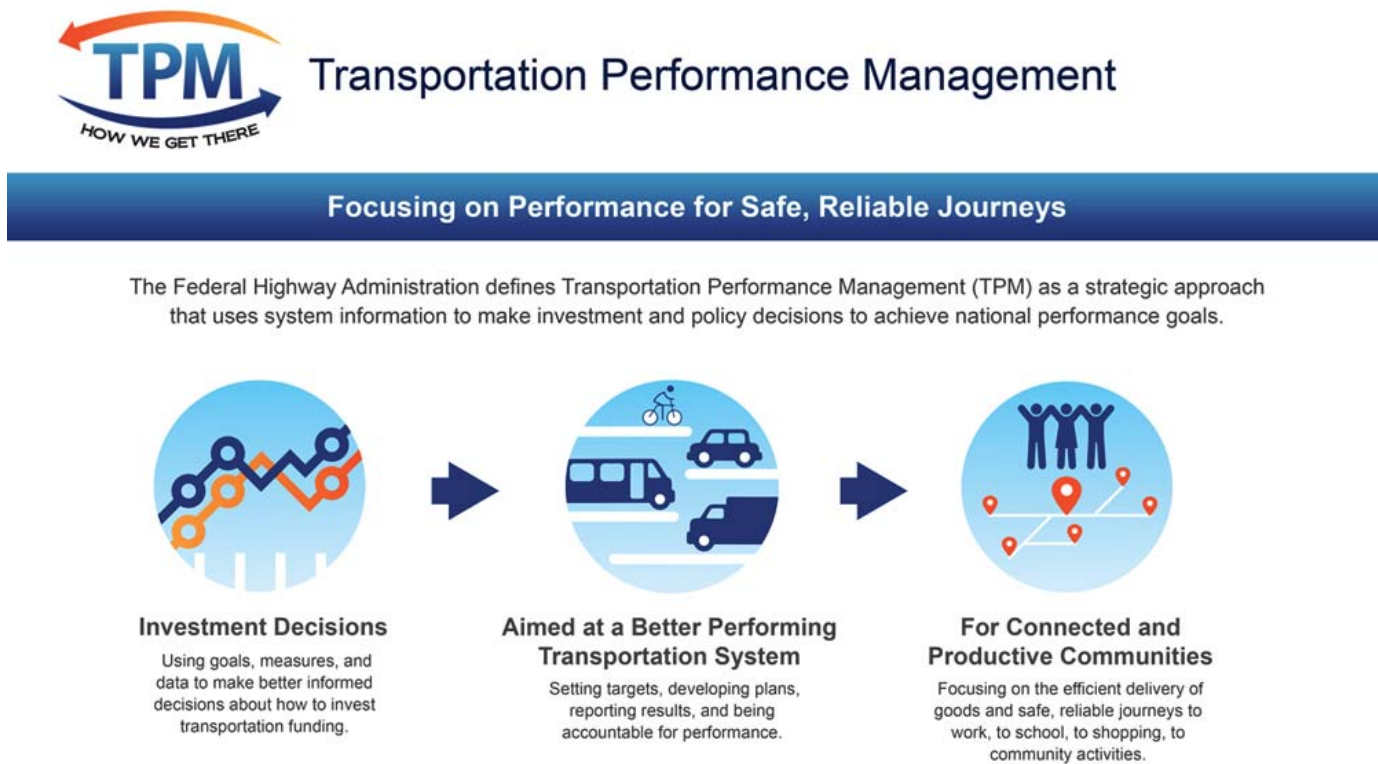 TPM
HOW WE GET THERE
Transportation Performance Management
Focusing on Performance for Safe, Reliable Journeys
The Federal Highway Administration defines Transportation Performance Management (TPM) as a strategic approach
that uses system information to make investment and policy decisions to achieve national performance goals.
Investment Decisions
Using goals, measures, and
data to make better informed
decisions about how to invest
transportation funding.
Aimed at a Better Performing
Transportation System
Setting targets, developing plans,
reporting results, and being
accountable for performance.
For Connected and
Productive Communities
Focusing on the efficient delivery of
goods and safe, reliable journeys to
work, to school, to shopping, to
community activities.